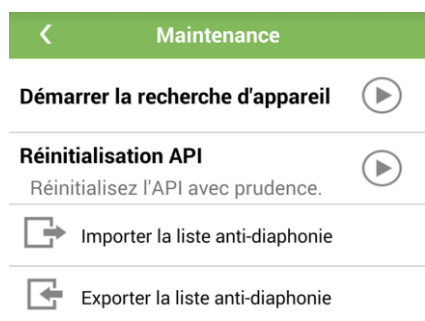 Maintenance
Démarrer la recherche d'appareil
Réinitialisation API
Réinitialisez l'API avec prudence.
Importer la liste anti-diaphonie
Exporter la liste anti-diaphonie